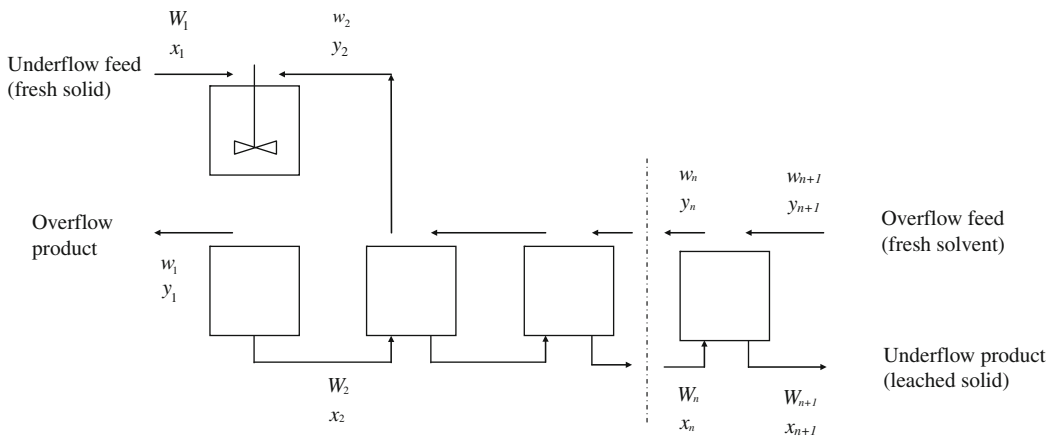 W₁
x₁
w₂
y₂
Underflow feed
(fresh solid)
wₙ
yₙ
wₙ₊₁
yₙ₊₁
Overflow
product
Overflow feed
(fresh solvent)
w₁
y₁
W₂
x₂
Wₙ
xₙ
Wₙ₊₁
xₙ₊₁
Underflow product
(leached solid)